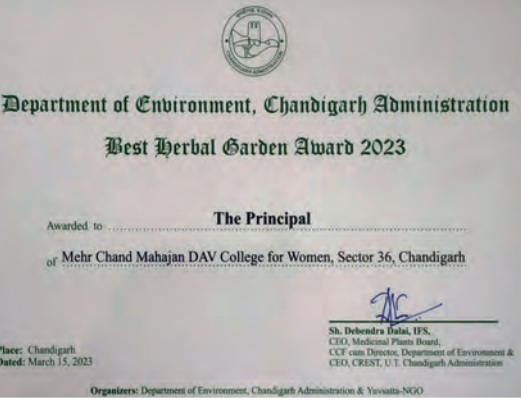 CHANDIGARH ADMINISTRATION
Department of Environment, Chandigarh Administration
Best Herbal Garden Award 2023
Awarded to The Principal
of Mehr Chand Mahajan DAV College for Women, Sector 36, Chandigarh
Sh. Debendra Dalai, IFS,
CEO, Medicinal Plants Board,
CCF cum Director, Department of Environment &
CEO, CREST, U.T. Chandigarh Administration
Place: Chandigarh
Dated: March 15, 2023
Organizers: Department of Environment, Chandigarh Administration & Yuvsatta-NGO